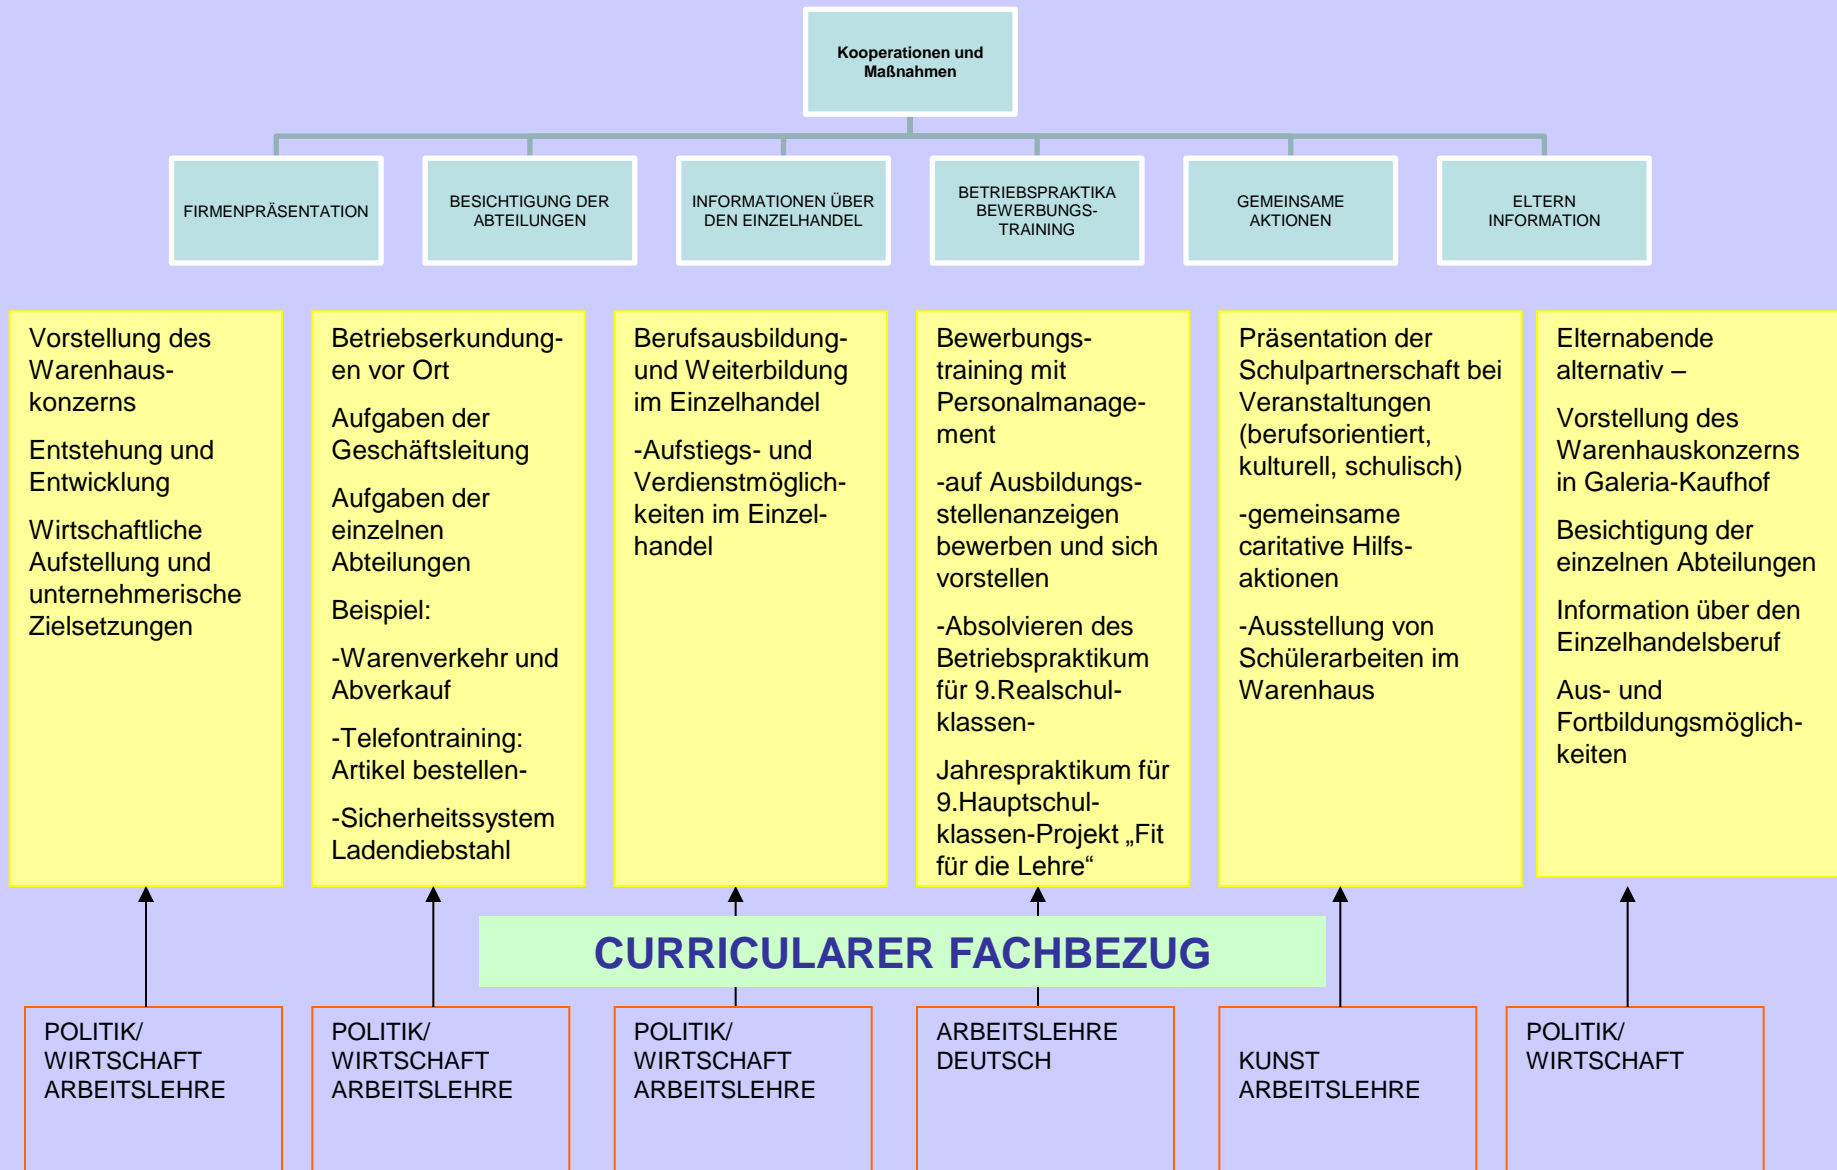 Kooperationen und
Maßnahmen
FIRMENPRÄSENTATION
BESICHTIGUNG DER
ABTEILUNGEN
INFORMATIONEN ÜBER
DEN EINZELHANDEL
BETRIEBSPRAKTIKA
BEWERBUNGS-
TRAINING
GEMEINSAME
AKTIONEN
ELTERN
INFORMATION
Vorstellung des
Warenhaus-
konzerns
Entstehung und
Entwicklung
Wirtschaftliche
Aufstellung und
unternehmerische
Zielsetzungen
Betriebserkundung-
en vor Ort
Aufgaben der
Geschäftsleitung
Aufgaben der
einzelnen
Abteilungen
Beispiel:
-Warenverkehr und
Abverkauf
-Telefontraining:
Artikel bestellen-
-Sicherheitssystem
Ladendiebstahl
Berufsausbildung-
und Weiterbildung
im Einzelhandel
-Aufstiegs- und
Verdienstmöglich-
keiten im Einzel-
handel
Bewerbungs-
training mit
Personalmanage-
ment
-auf Ausbildungs-
stellenanzeigen
bewerben und sich
vorstellen
-Absolvieren des
Betriebspraktikum
für 9.Realschul-
klassen-
Jahrespraktikum für
9.Hauptschul-
klassen-Projekt „Fit
für die Lehre“
Präsentation der
Schulpartnerschaft bei
Veranstaltungen
(berufsorientiert,
kulturell, schulisch)
-gemeinsame
caritative Hilfs-
aktionen
-Ausstellung von
Schülerarbeiten im
Warenhaus
Elternabende
alternativ –
Vorstellung des
Warenhauskonzerns
in Galeria-Kaufhof
Besichtigung der
einzelnen Abteilungen
Information über den
Einzelhandelsberuf
Aus- und
Fortbildungsmöglich-
keiten
CURRICULARER FACHBEZUG
POLITIK/
WIRTSCHAFT
ARBEITSLEHRE
POLITIK/
WIRTSCHAFT
ARBEITSLEHRE
POLITIK/
WIRTSCHAFT
ARBEITSLEHRE
ARBEITSLEHRE
DEUTSCH
KUNST
ARBEITSLEHRE
POLITIK/
WIRTSCHAFT